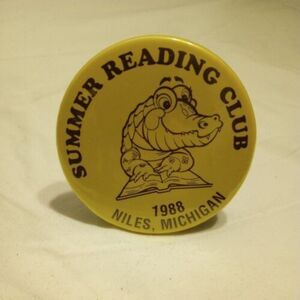 SUMMER READING CLUB
1988
NILES, MICHIGAN